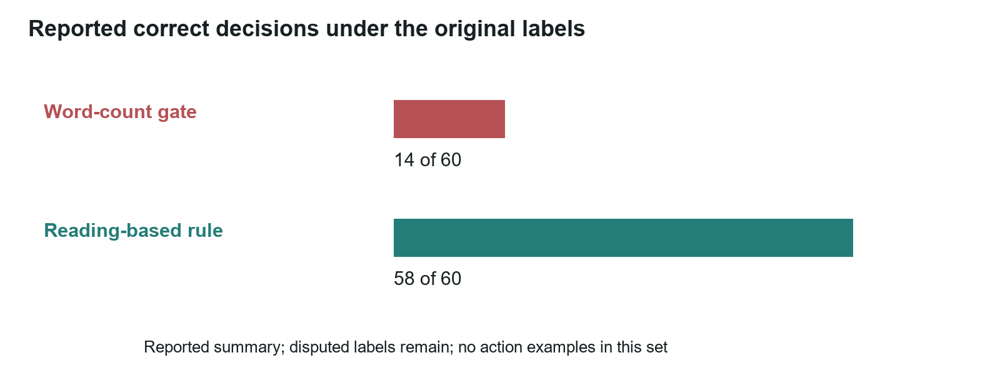 Reported correct decisions under the original labels
Word-count gate
14 of 60
Reading-based rule
58 of 60
Reported summary; disputed labels remain; no action examples in this set